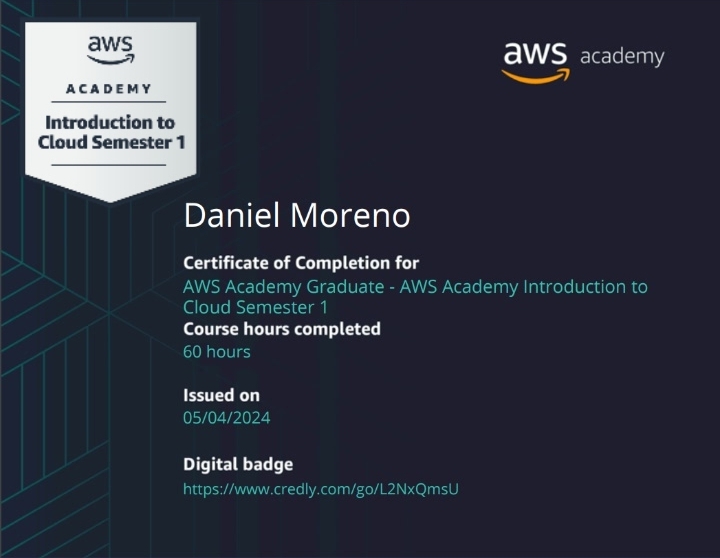 aws
ACADEMY
Introduction to
Cloud Semester 1
aws academy
Daniel Moreno
Certificate of Completion for
AWS Academy Graduate - AWS Academy Introduction to
Cloud Semester 1
Course hours completed
60 hours
Issued on
05/04/2024
Digital badge
https://www.credly.com/go/L2NxQmsU